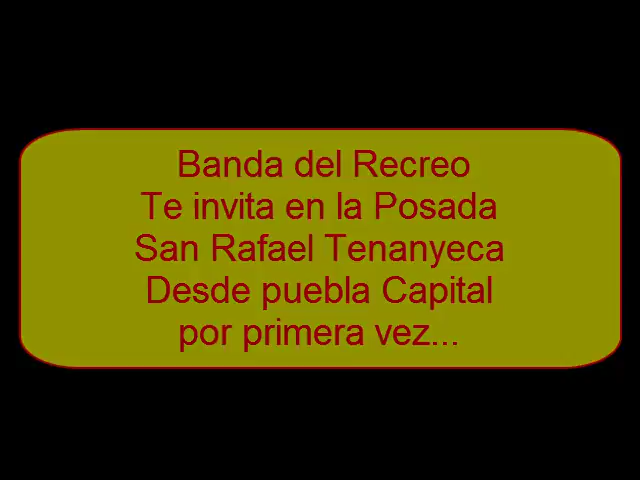 Banda del Recreo
Te invita en la Posada
San Rafael Tenanyeca
Desde puebla Capital
por primera vez...